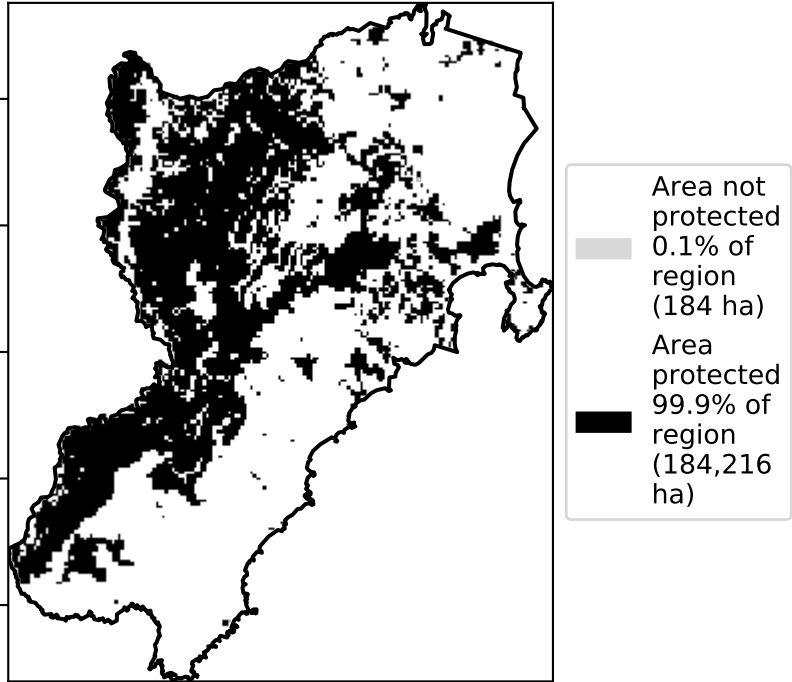 Area not
protected
0.1% of
region
(184 ha)
Area
protected
99.9% of
region
(184,216
ha)